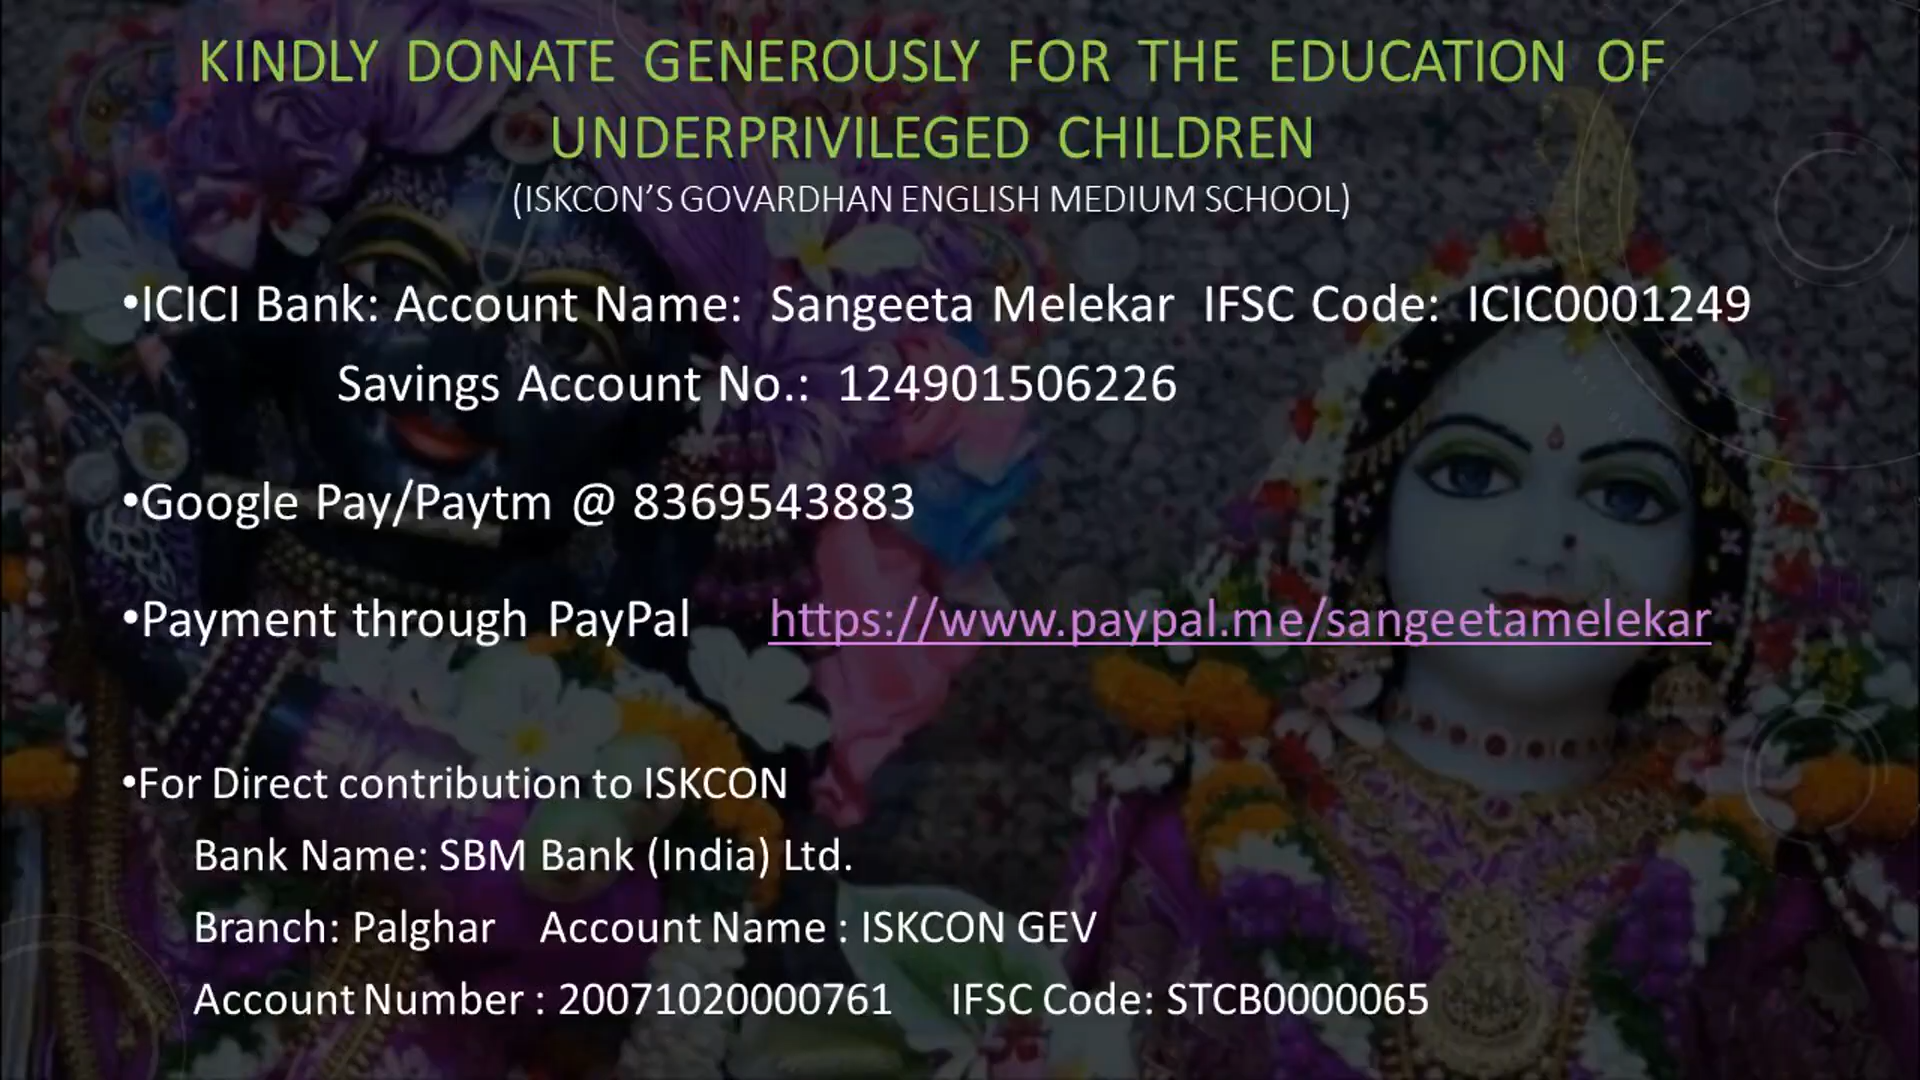 KINDLY DONATE GENEROUSLY FOR THE EDUCATION OF
UNDERPRIVILEGED CHILDREN
(ISKCON’S GOVARDHAN ENGLISH MEDIUM SCHOOL)
•ICICI Bank: Account Name: Sangeeta Melekar IFSC Code: ICIC0001249
Savings Account No.: 124901506226
•Google Pay/Paytm @ 8369543883
•Payment through PayPal https://www.paypal.me/sangeetamelekar
•For Direct contribution to ISKCON
Bank Name: SBM Bank (India) Ltd.
Branch: Palghar Account Name : ISKCON GEV
Account Number : 20071020000761 IFSC Code: STCB0000065